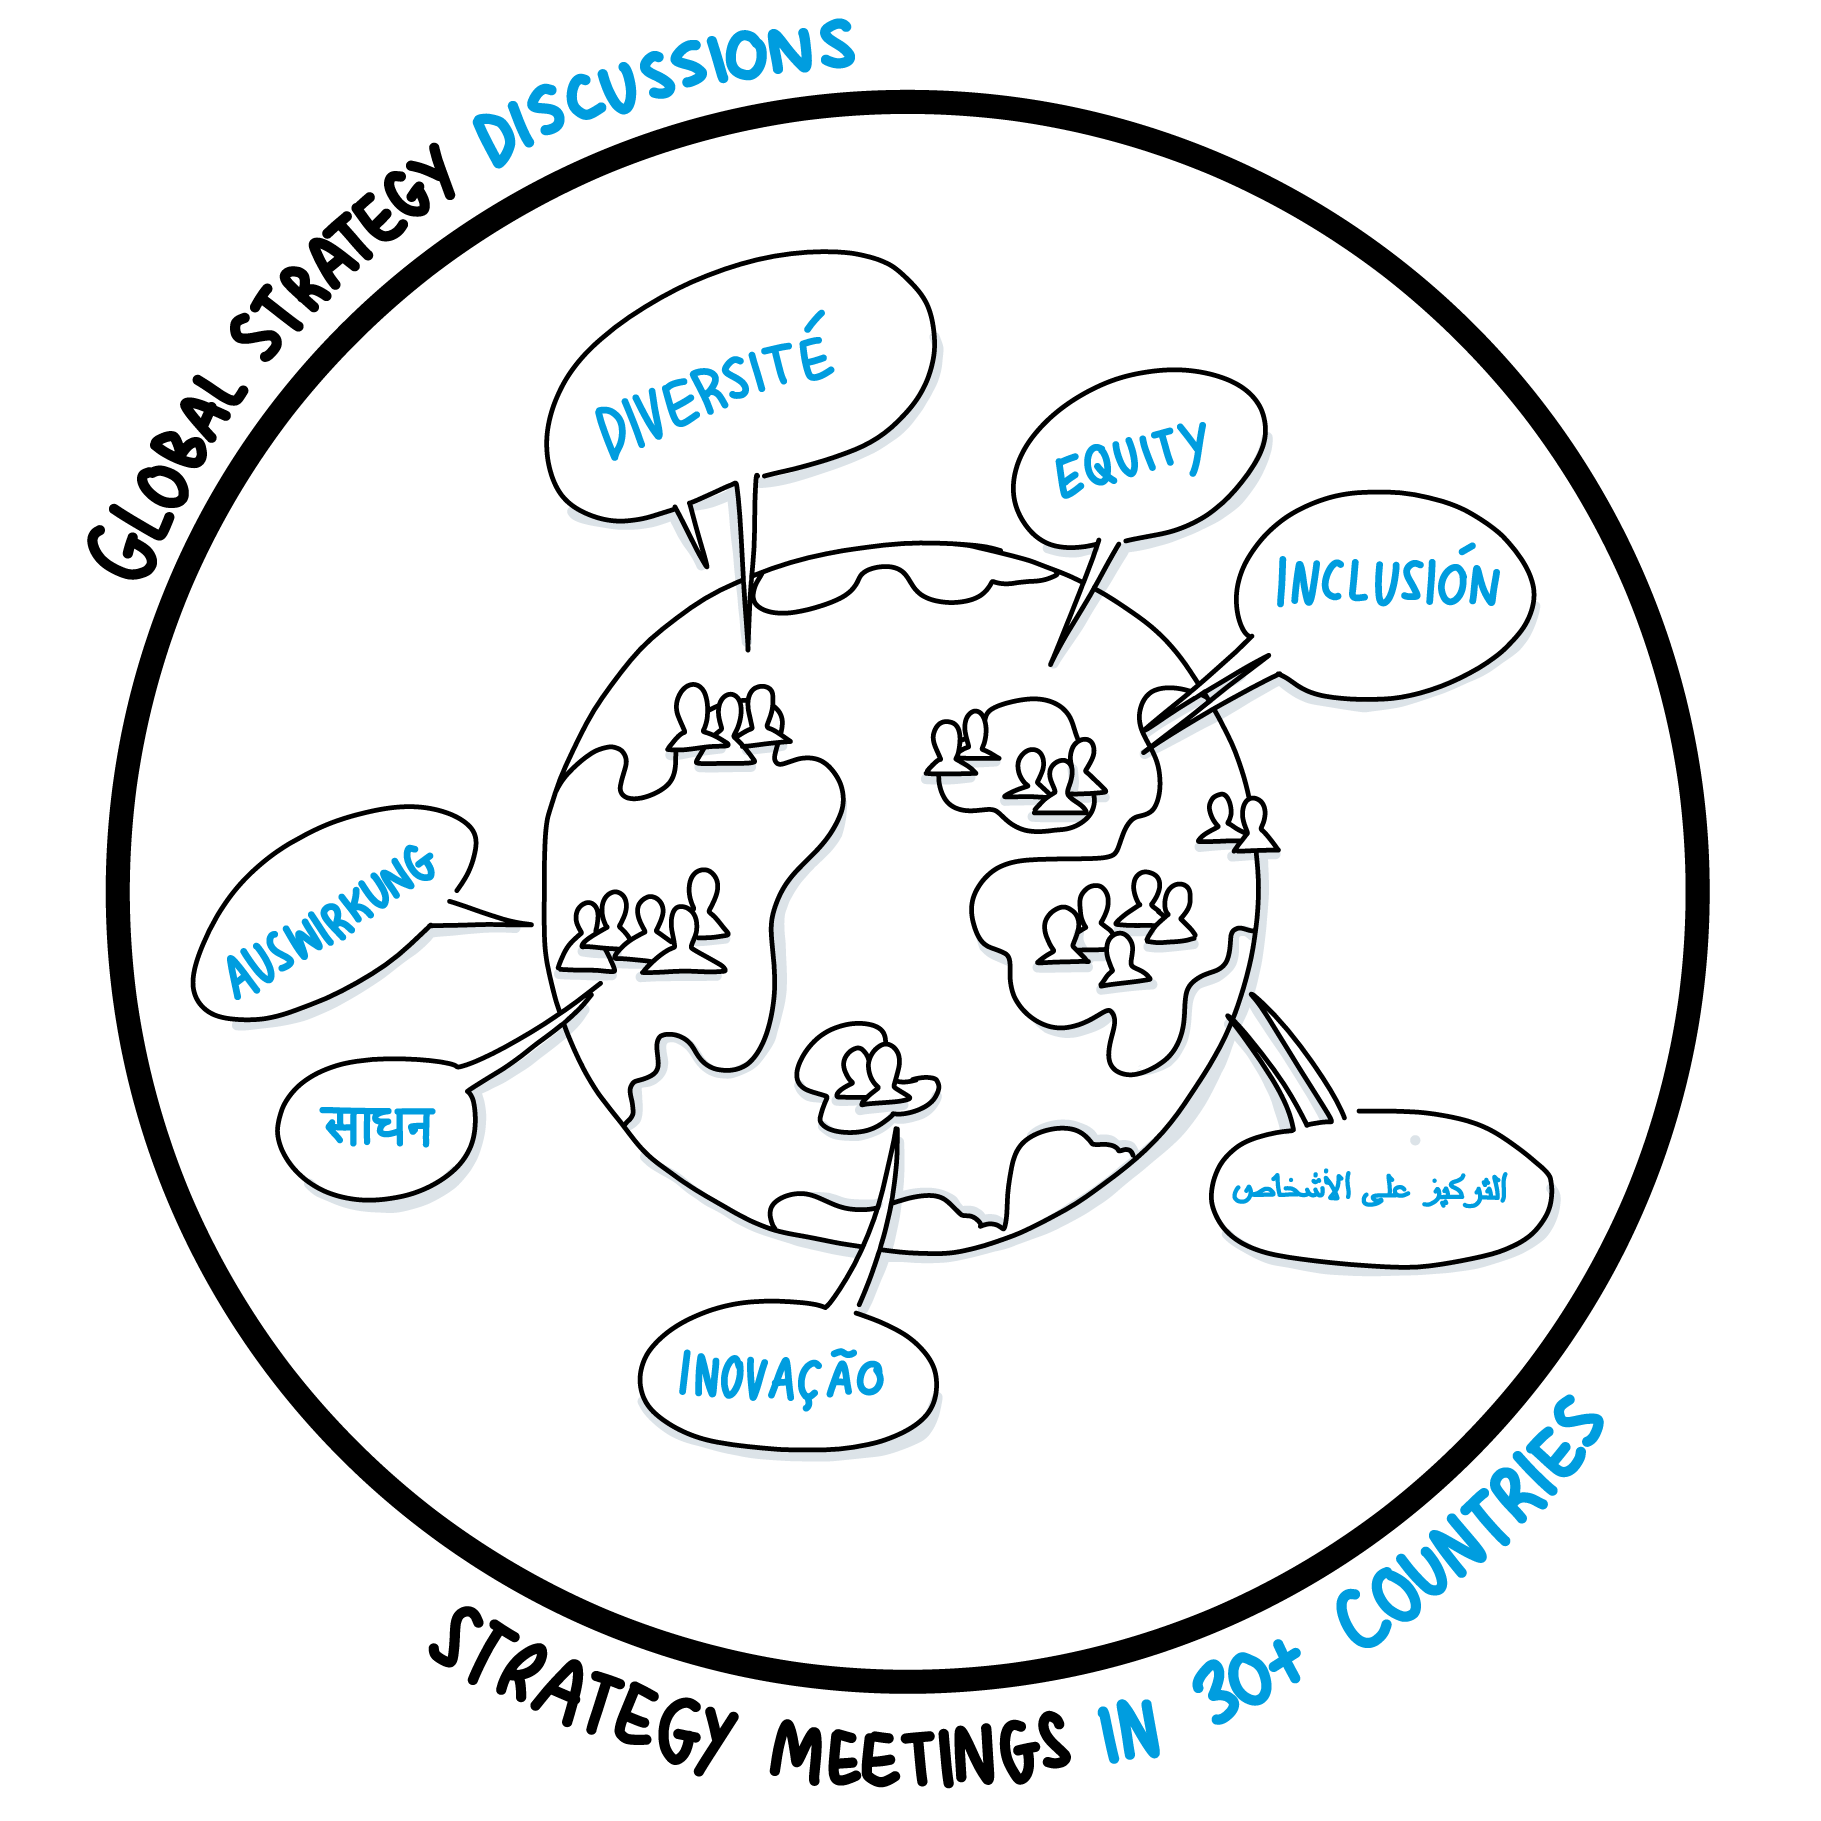 GLOBAL STRATEGY DISCUSSIONS
DIVERSITÉ
EQUITY
INCLUSIÓN
AUSWIRKUNG
साधन
التركيز على الأشخاص
INOVAÇÃO
STRATEGY MEETINGS IN 30+ COUNTRIES